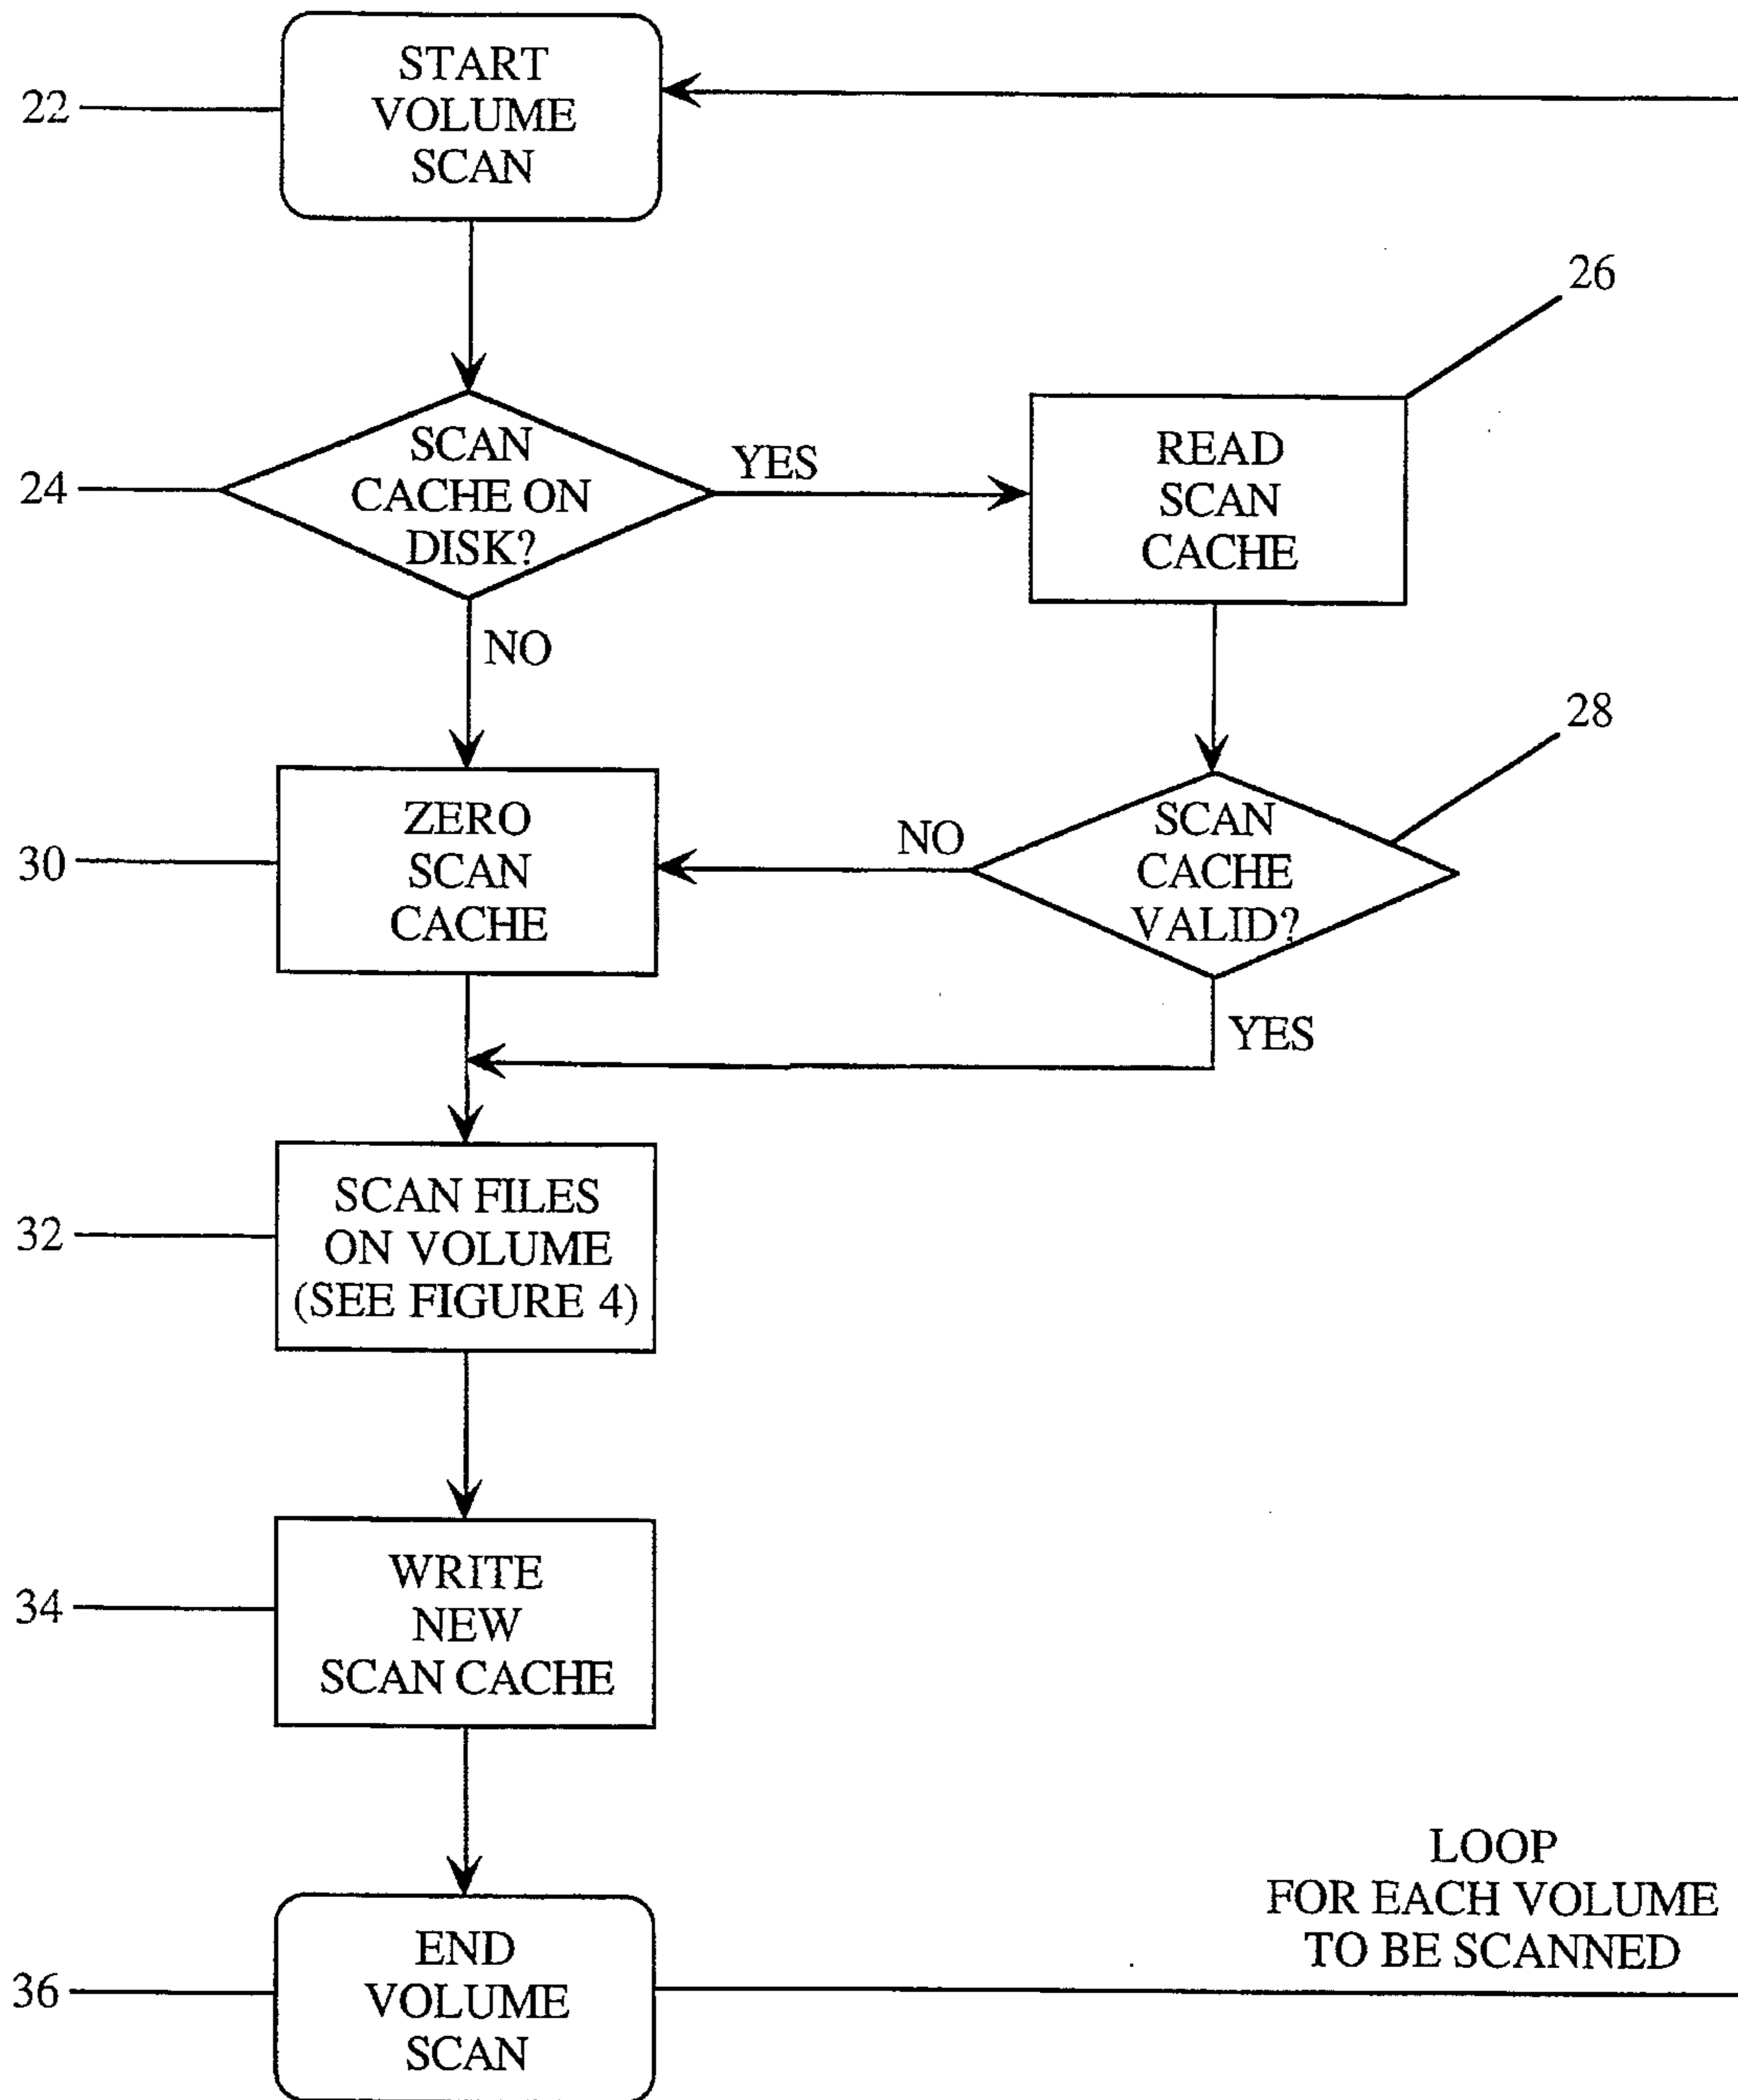 START
VOLUME
SCAN
22
26
SCAN
CACHE ON
DISK?
24
YES
READ
SCAN
CACHE
NO
28
ZERO
SCAN
CACHE
30
NO
SCAN
CACHE
VALID?
YES
SCAN FILES
ON VOLUME
(SEE FIGURE 4)
32
WRITE
NEW
SCAN CACHE
34
LOOP
FOR EACH VOLUME
TO BE SCANNED
END
VOLUME
SCAN
36